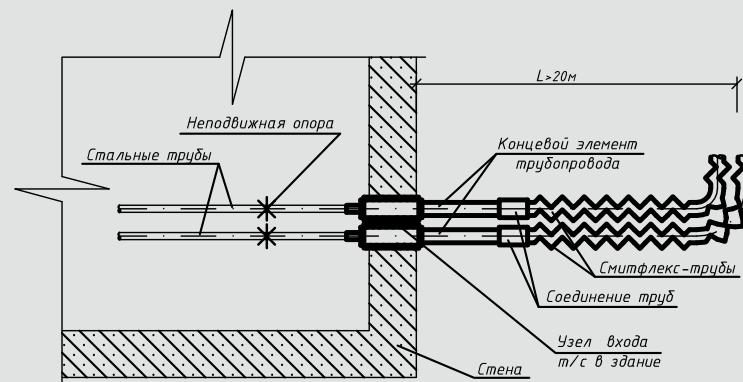 L>20м
Неподвижная опора
Стальные трубы
Концевой элемент
трубопровода
Смитфлекс-трубы
Соединение труб
Узел входа
т/с в здание
Стена